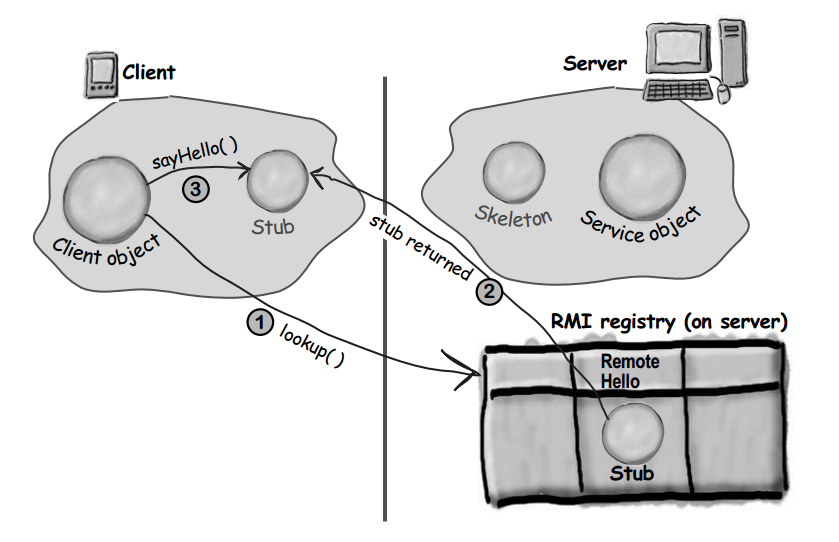 Client
Server
sayHello( )
3
Stub
Client object
Skeleton
Service object
stub returned
2
1
lookup( )
RMI registry (on server)
Remote
Hello
Stub